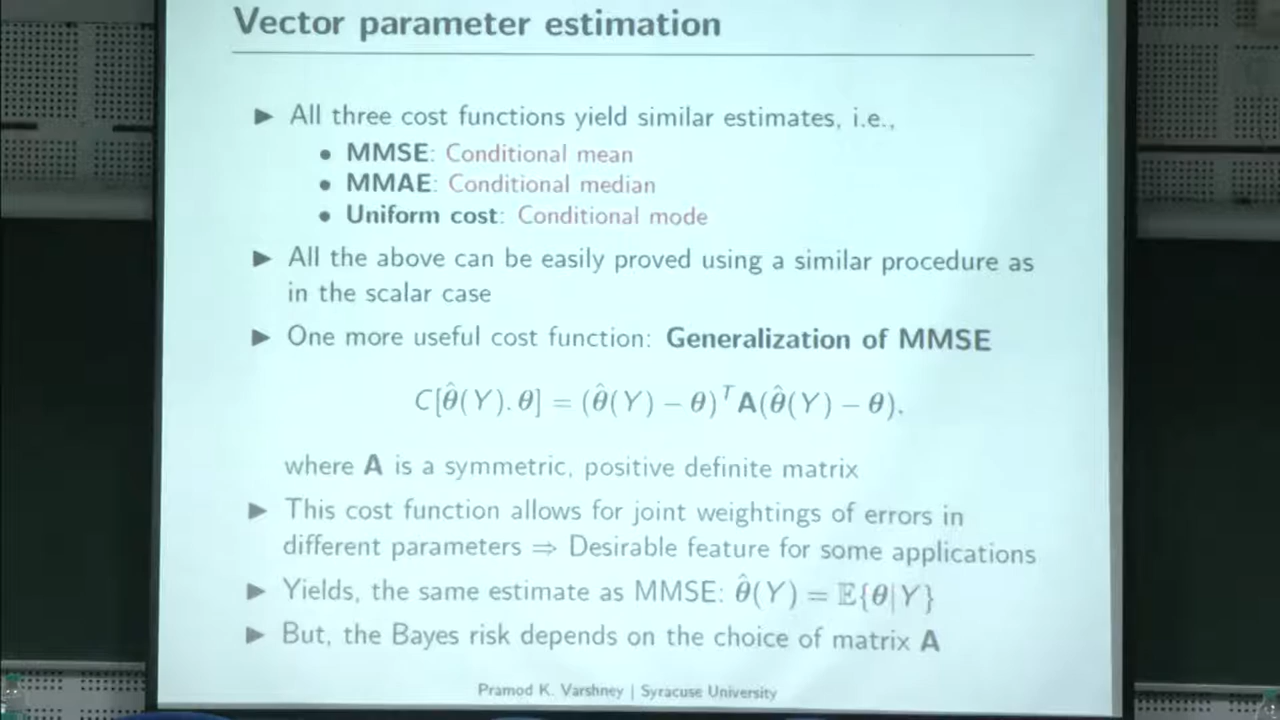 Vector parameter estimation
▶ All three cost functions yield similar estimates, i.e.,
• MMSE: Conditional mean
• MMAE: Conditional median
• Uniform cost: Conditional mode
▶ All the above can be easily proved using a similar procedure as
in the scalar case
▶ One more useful cost function: Generalization of MMSE
C[θ̂(Y), θ] = (θ̂(Y) − θ)ᵀA(θ̂(Y) − θ),
where A is a symmetric, positive definite matrix
▶ This cost function allows for joint weightings of errors in
different parameters ⇒ Desirable feature for some applications
▶ Yields, the same estimate as MMSE: θ̂(Y) = 𝔼{θ|Y}
▶ But, the Bayes risk depends on the choice of matrix A
Pramod K. Varshney | Syracuse University